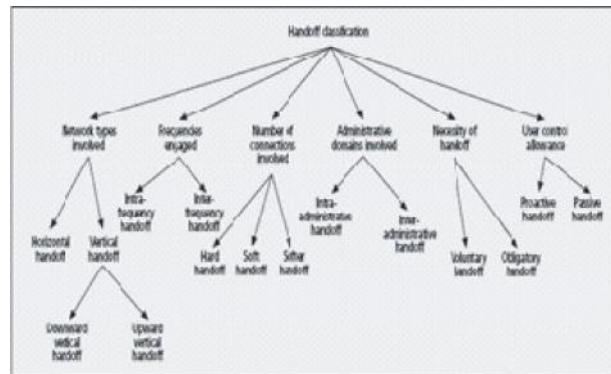 Handoff classification
Network types
involved
Frequencies
engaged
Number of
connections
involved
Administrative
domains involved
Necessity of
handoff
User control
allowance
Horizontal
handoff
Vertical
handoff
Intra-
frequency
handoff
Inter-
frequency
handoff
Hard
handoff
Soft
handoff
Softer
handoff
Intra-
administrative
handoff
Inter-
administrative
handoff
Voluntary
handoff
Obligatory
handoff
Proactive
handoff
Passive
handoff
Downward
vertical
handoff
Upward
vertical
handoff